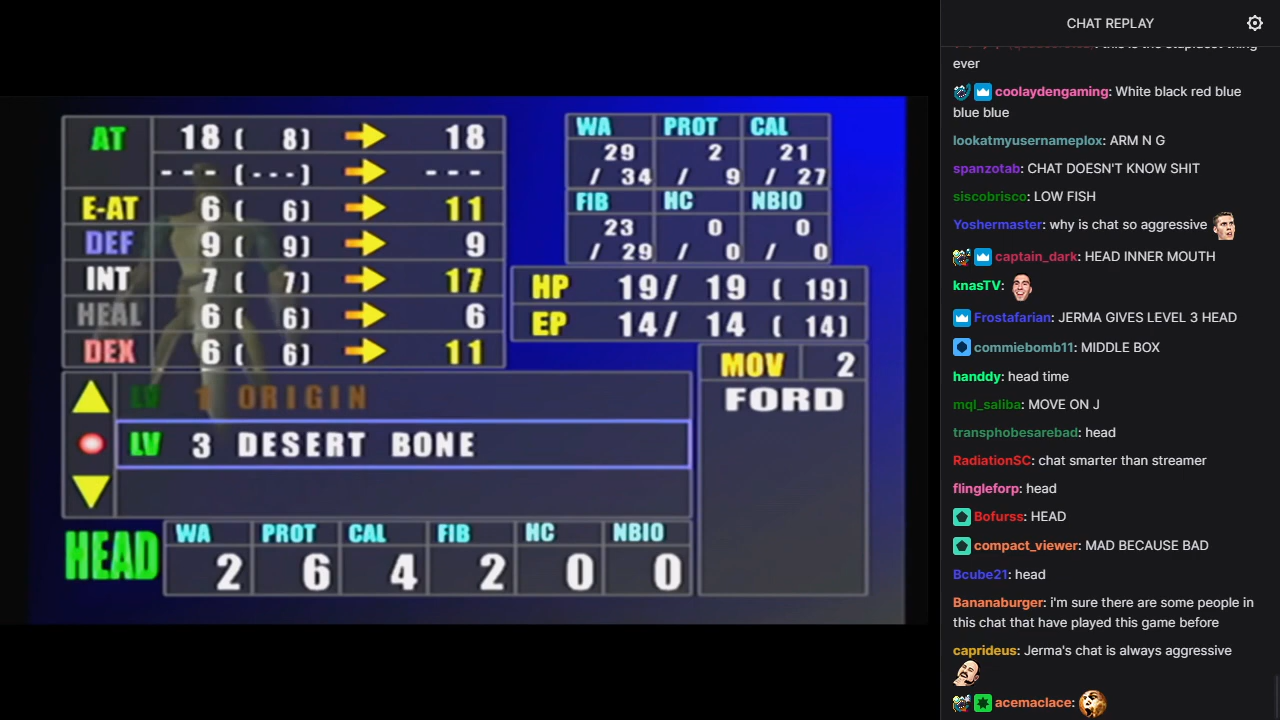 AT 18 ( 8) 18
--- (---) ---
E-AT 6 ( 6) 11
DEF 9 ( 9) 9
INT 7 ( 7) 17
HEAL 6 ( 6) 6
DEX 6 ( 6) 11
WA PROT CAL
29 2 21
/ 34 / 9 / 27
FIB HC NBIO
23 0 0
/ 29 / 0 / 0
HP 19/ 19 ( 19)
EP 14/ 14 ( 14)
MOV 2
FORD
LV 1 ORIGIN
LV 3 DESERT BONE
HEAD
WA PROT CAL FIB HC NBIO
2 6 4 2 0 0
CHAT REPLAY
ever
coolaydengaming: White black red blue
blue blue
lookatmyusernameplox: ARM N G
spanzotab: CHAT DOESN'T KNOW SHIT
siscobrisco: LOW FISH
Yoshermaster: why is chat so aggressive
captain_dark: HEAD INNER MOUTH
knasTV:
Frostafarian: JERMA GIVES LEVEL 3 HEAD
commiebomb11: MIDDLE BOX
handdy: head time
mql_saliba: MOVE ON J
transphobesarebad: head
RadiationSC: chat smarter than streamer
flingleforp: head
Bofurss: HEAD
compact_viewer: MAD BECAUSE BAD
Bcube21: head
Bananaburger: i'm sure there are some people in
this chat that have played this game before
caprideus: Jerma's chat is always aggressive
acemaclace: